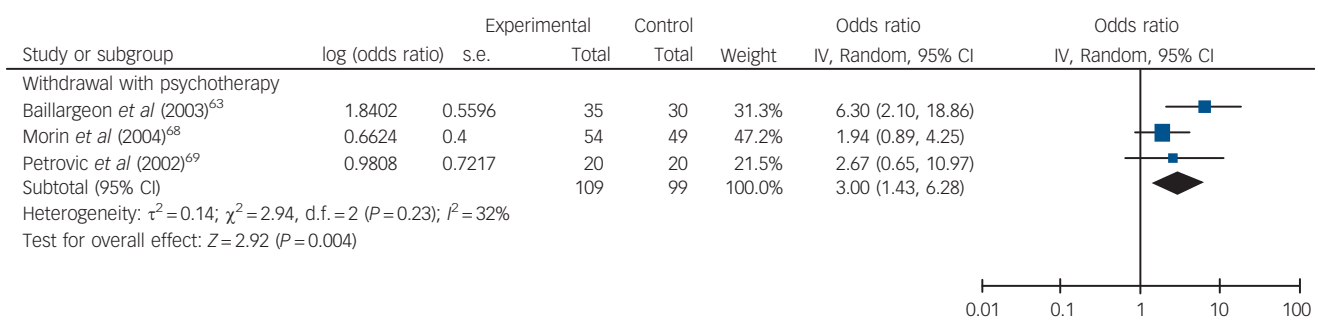 Experimental Control Odds ratio Odds ratio
Study or subgroup log (odds ratio) s.e. Total Total Weight IV, Random, 95% CI IV, Random, 95% CI
Withdrawal with psychotherapy
Baillargeon et al (2003)⁶³ 1.8402 0.5596 35 30 31.3% 6.30 (2.10, 18.86)
Morin et al (2004)⁶⁸ 0.6624 0.4 54 49 47.2% 1.94 (0.89, 4.25)
Petrovic et al (2002)⁶⁹ 0.9808 0.7217 20 20 21.5% 2.67 (0.65, 10.97)
Subtotal (95% CI) 109 99 100.0% 3.00 (1.43, 6.28)
Heterogeneity: τ² = 0.14; χ² = 2.94, d.f. = 2 (P = 0.23); I² = 32%
Test for overall effect: Z = 2.92 (P = 0.004)
0.01 0.1 1 10 100